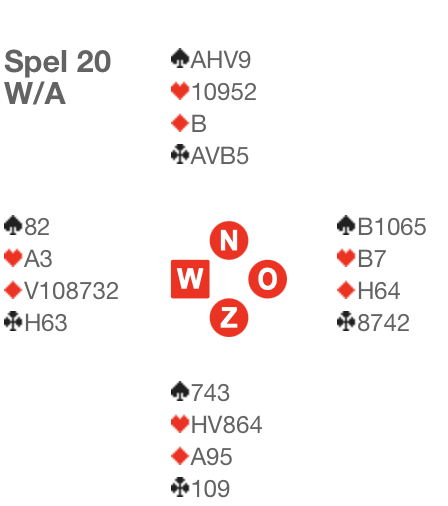 Spel 20
W/A
♠AHV9
♥10952
♦B
♣AVB5
♠82
♥A3
♦V108732
♣H63
N
W O
Z
♠B1065
♥B7
♦H64
♣8742
♠743
♥HV864
♦A95
♣109